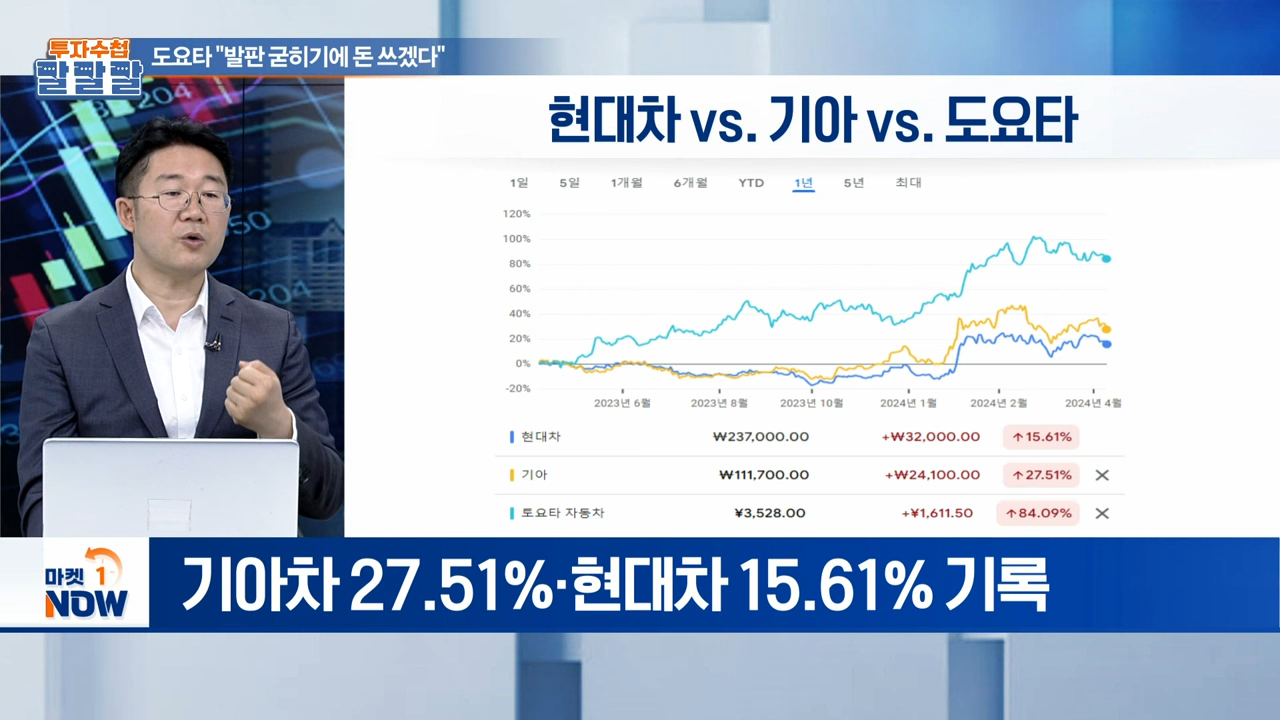 투자수첩
팔팔팔
도요타 "발판 굳히기에 돈 쓰겠다"
현대차 vs. 기아 vs. 도요타
1일 5일 1개월 6개월 YTD 1년 5년 최대
120%
100%
80%
60%
40%
20%
0%
-20%
2023년 6월 2023년 8월 2023년 10월 2024년 1월 2024년 2월 2024년 4월
현대차 ₩237,000.00 +₩32,000.00 ↑15.61%
기아 ₩111,700.00 +₩24,100.00 ↑27.51% ✕
토요타 자동차 ¥3,528.00 +¥1,611.50 ↑84.09% ✕
204
50
204
마켓 1
NOW
기아차 27.51%·현대차 15.61% 기록